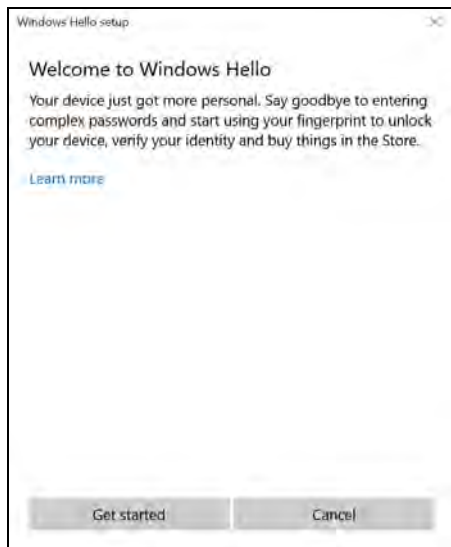 Windows Hello setup
Welcome to Windows Hello
Your device just got more personal. Say goodbye to entering
complex passwords and start using your fingerprint to unlock
your device, verify your identity and buy things in the Store.
Learn more
Get started
Cancel